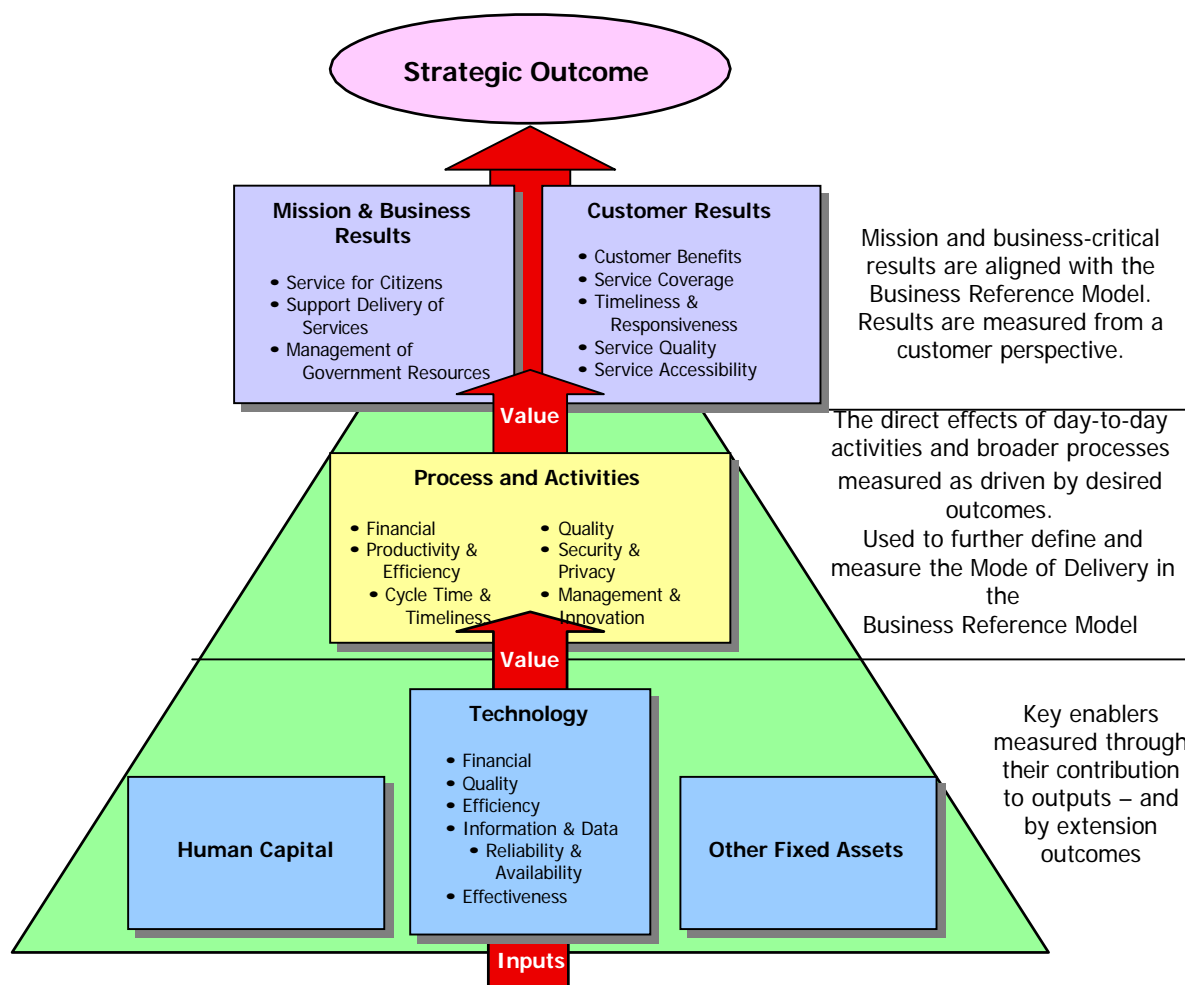 Strategic Outcome
Mission & Business
Results
• Service for Citizens
• Support Delivery of
Services
• Management of
Government Resources
Customer Results
• Customer Benefits
• Service Coverage
• Timeliness &
Responsiveness
• Service Quality
• Service Accessibility
Mission and business-critical
results are aligned with the
Business Reference Model.
Results are measured from a
customer perspective.
Value
Process and Activities
• Financial
• Productivity &
Efficiency
• Cycle Time &
Timeliness
• Quality
• Security &
Privacy
• Management &
Innovation
The direct effects of day-to-day
activities and broader processes
measured as driven by desired
outcomes.
Used to further define and
measure the Mode of Delivery in
the
Business Reference Model
Value
Technology
• Financial
• Quality
• Efficiency
• Information & Data
• Reliability &
Availability
• Effectiveness
Human Capital
Other Fixed Assets
Key enablers
measured through
their contribution
to outputs – and
by extension
outcomes
Inputs